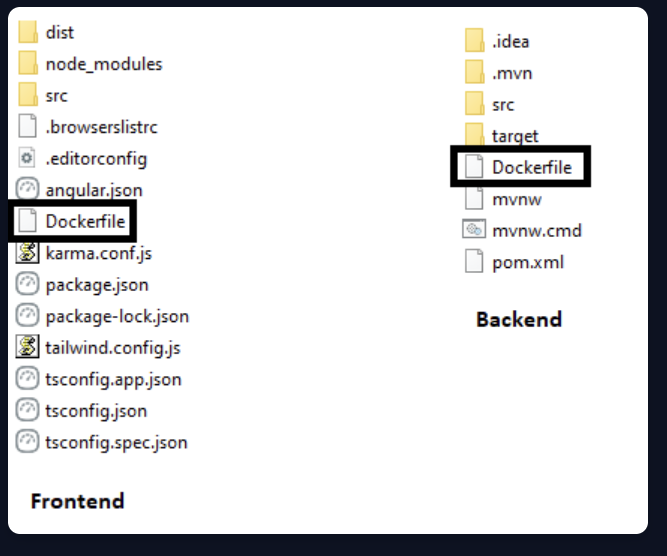 dist
node_modules
src
.browserslistrc
.editorconfig
angular.json
Dockerfile
karma.conf.js
package.json
package-lock.json
tailwind.config.js
tsconfig.app.json
tsconfig.json
tsconfig.spec.json
Frontend
.idea
.mvn
src
target
Dockerfile
mvnw
mvnw.cmd
pom.xml
Backend